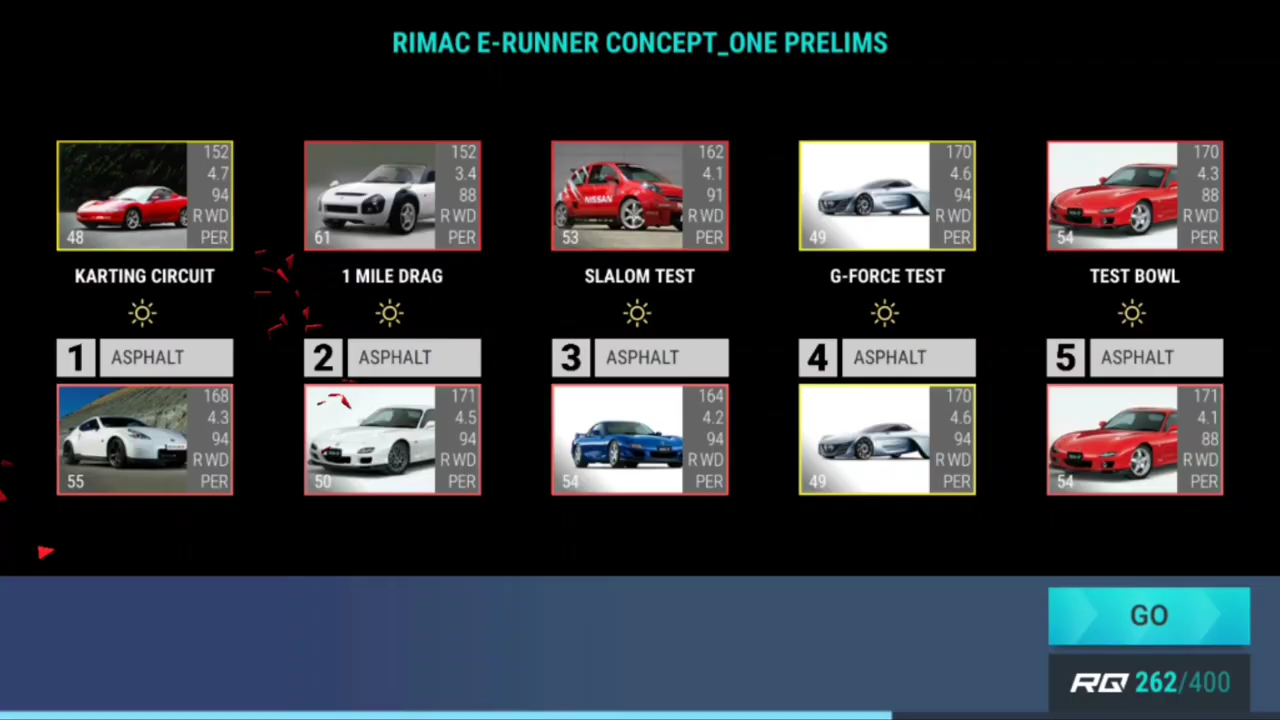 RIMAC E-RUNNER CONCEPT_ONE PRELIMS
152
4.7
94
RWD
PER
48
152
3.4
88
RWD
PER
61
162
4.1
91
RWD
PER
53
NISSAN
170
4.6
94
RWD
PER
49
170
4.3
88
RWD
PER
54
KARTING CIRCUIT
1 MILE DRAG
SLALOM TEST
G-FORCE TEST
TEST BOWL
1 ASPHALT
2 ASPHALT
3 ASPHALT
4 ASPHALT
5 ASPHALT
168
4.3
94
RWD
PER
55
171
4.5
94
RWD
PER
50
164
4.2
94
RWD
PER
54
170
4.6
94
RWD
PER
49
171
4.1
88
RWD
PER
54
GO
RQ 262/400